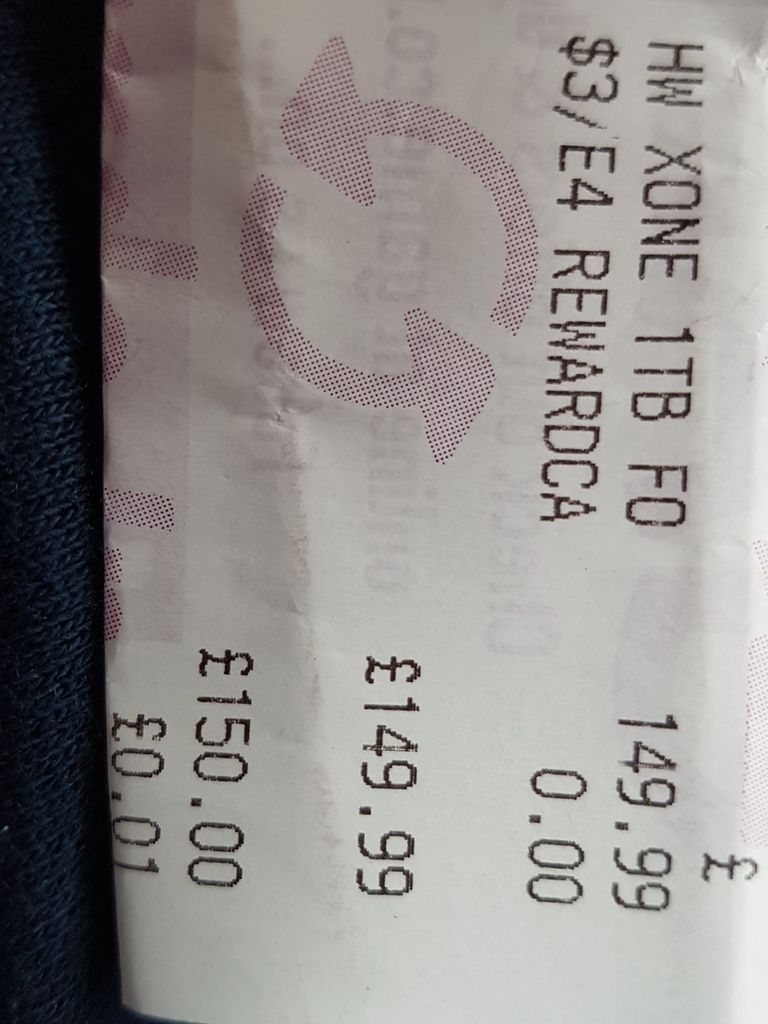 £
HW XONE 1TB FO 149.99
$3/E4 REWARDCA 0.00
£149.99
£150.00
£0.01